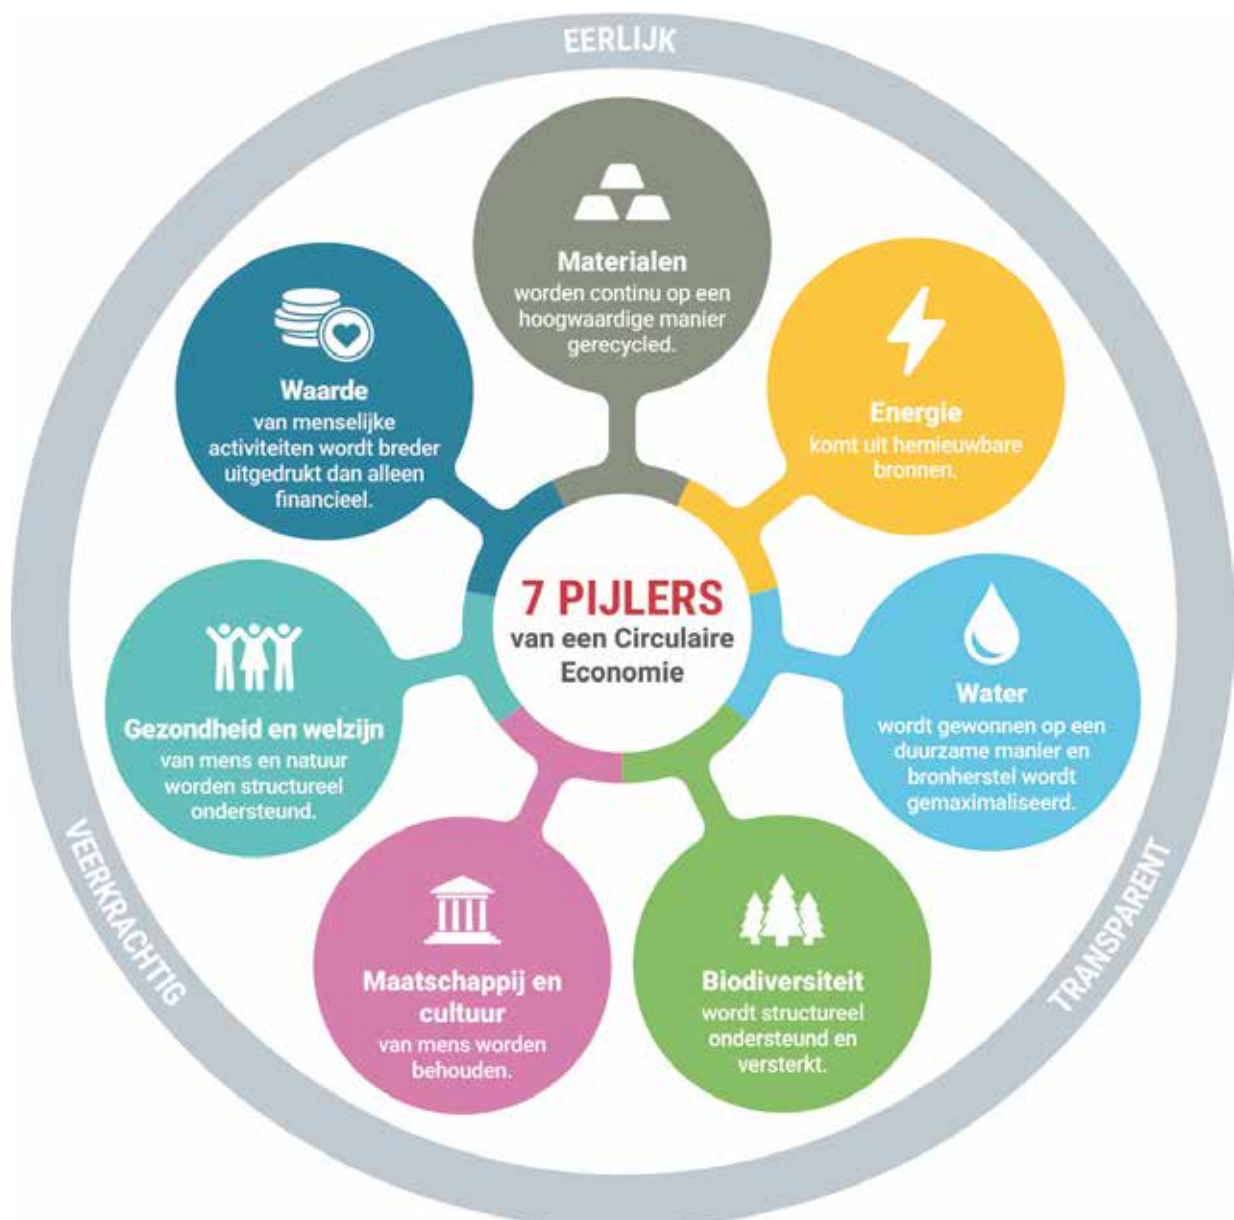 EERLIJK
Materialen
worden continu op een
hoogwaardige manier
gerecycled.
Energie
komt uit hernieuwbare
bronnen.
Water
wordt gewonnen op een
duurzame manier en
bronherstel wordt
gemaximaliseerd.
Biodiversiteit
wordt structureel
ondersteund en
versterkt.
Maatschappij en
cultuur
van mens worden
behouden.
Gezondheid en welzijn
van mens en natuur
worden structureel
ondersteund.
Waarde
van menselijke
activiteiten wordt breder
uitgedrukt dan alleen
financieel.
7 PIJLERS
van een Circulaire
Economie
TRANSPARENT
VEERKRACHTIG